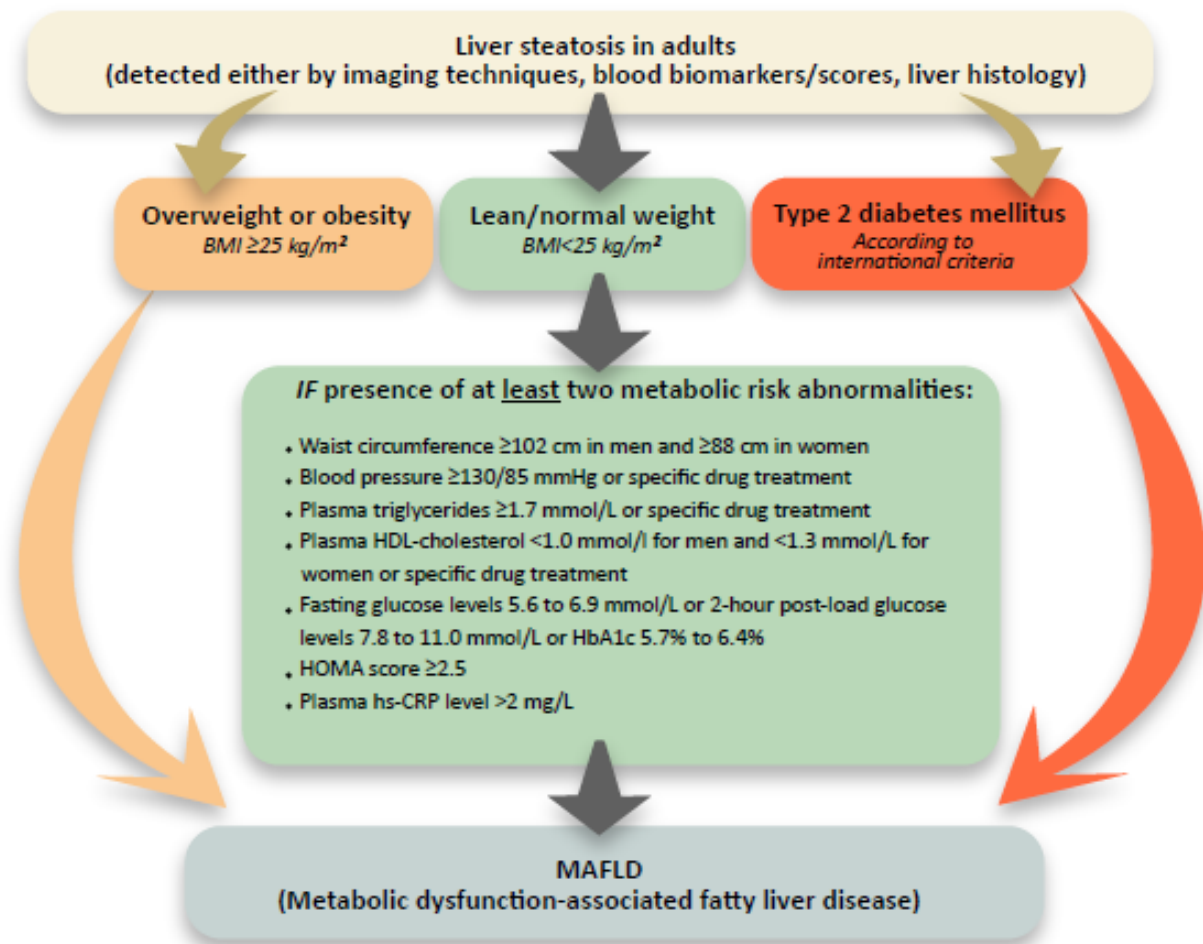 Liver steatosis in adults
(detected either by imaging techniques, blood biomarkers/scores, liver histology)
Overweight or obesity
BMI ≥25 kg/m²
Lean/normal weight
BMI<25 kg/m²
Type 2 diabetes mellitus
According to
international criteria
IF presence of at least two metabolic risk abnormalities:
• Waist circumference ≥102 cm in men and ≥88 cm in women
• Blood pressure ≥130/85 mmHg or specific drug treatment
• Plasma triglycerides ≥1.7 mmol/L or specific drug treatment
• Plasma HDL-cholesterol <1.0 mmol/l for men and <1.3 mmol/L for
women or specific drug treatment
• Fasting glucose levels 5.6 to 6.9 mmol/L or 2-hour post-load glucose
levels 7.8 to 11.0 mmol/L or HbA1c 5.7% to 6.4%
• HOMA score ≥2.5
• Plasma hs-CRP level >2 mg/L
MAFLD
(Metabolic dysfunction-associated fatty liver disease)